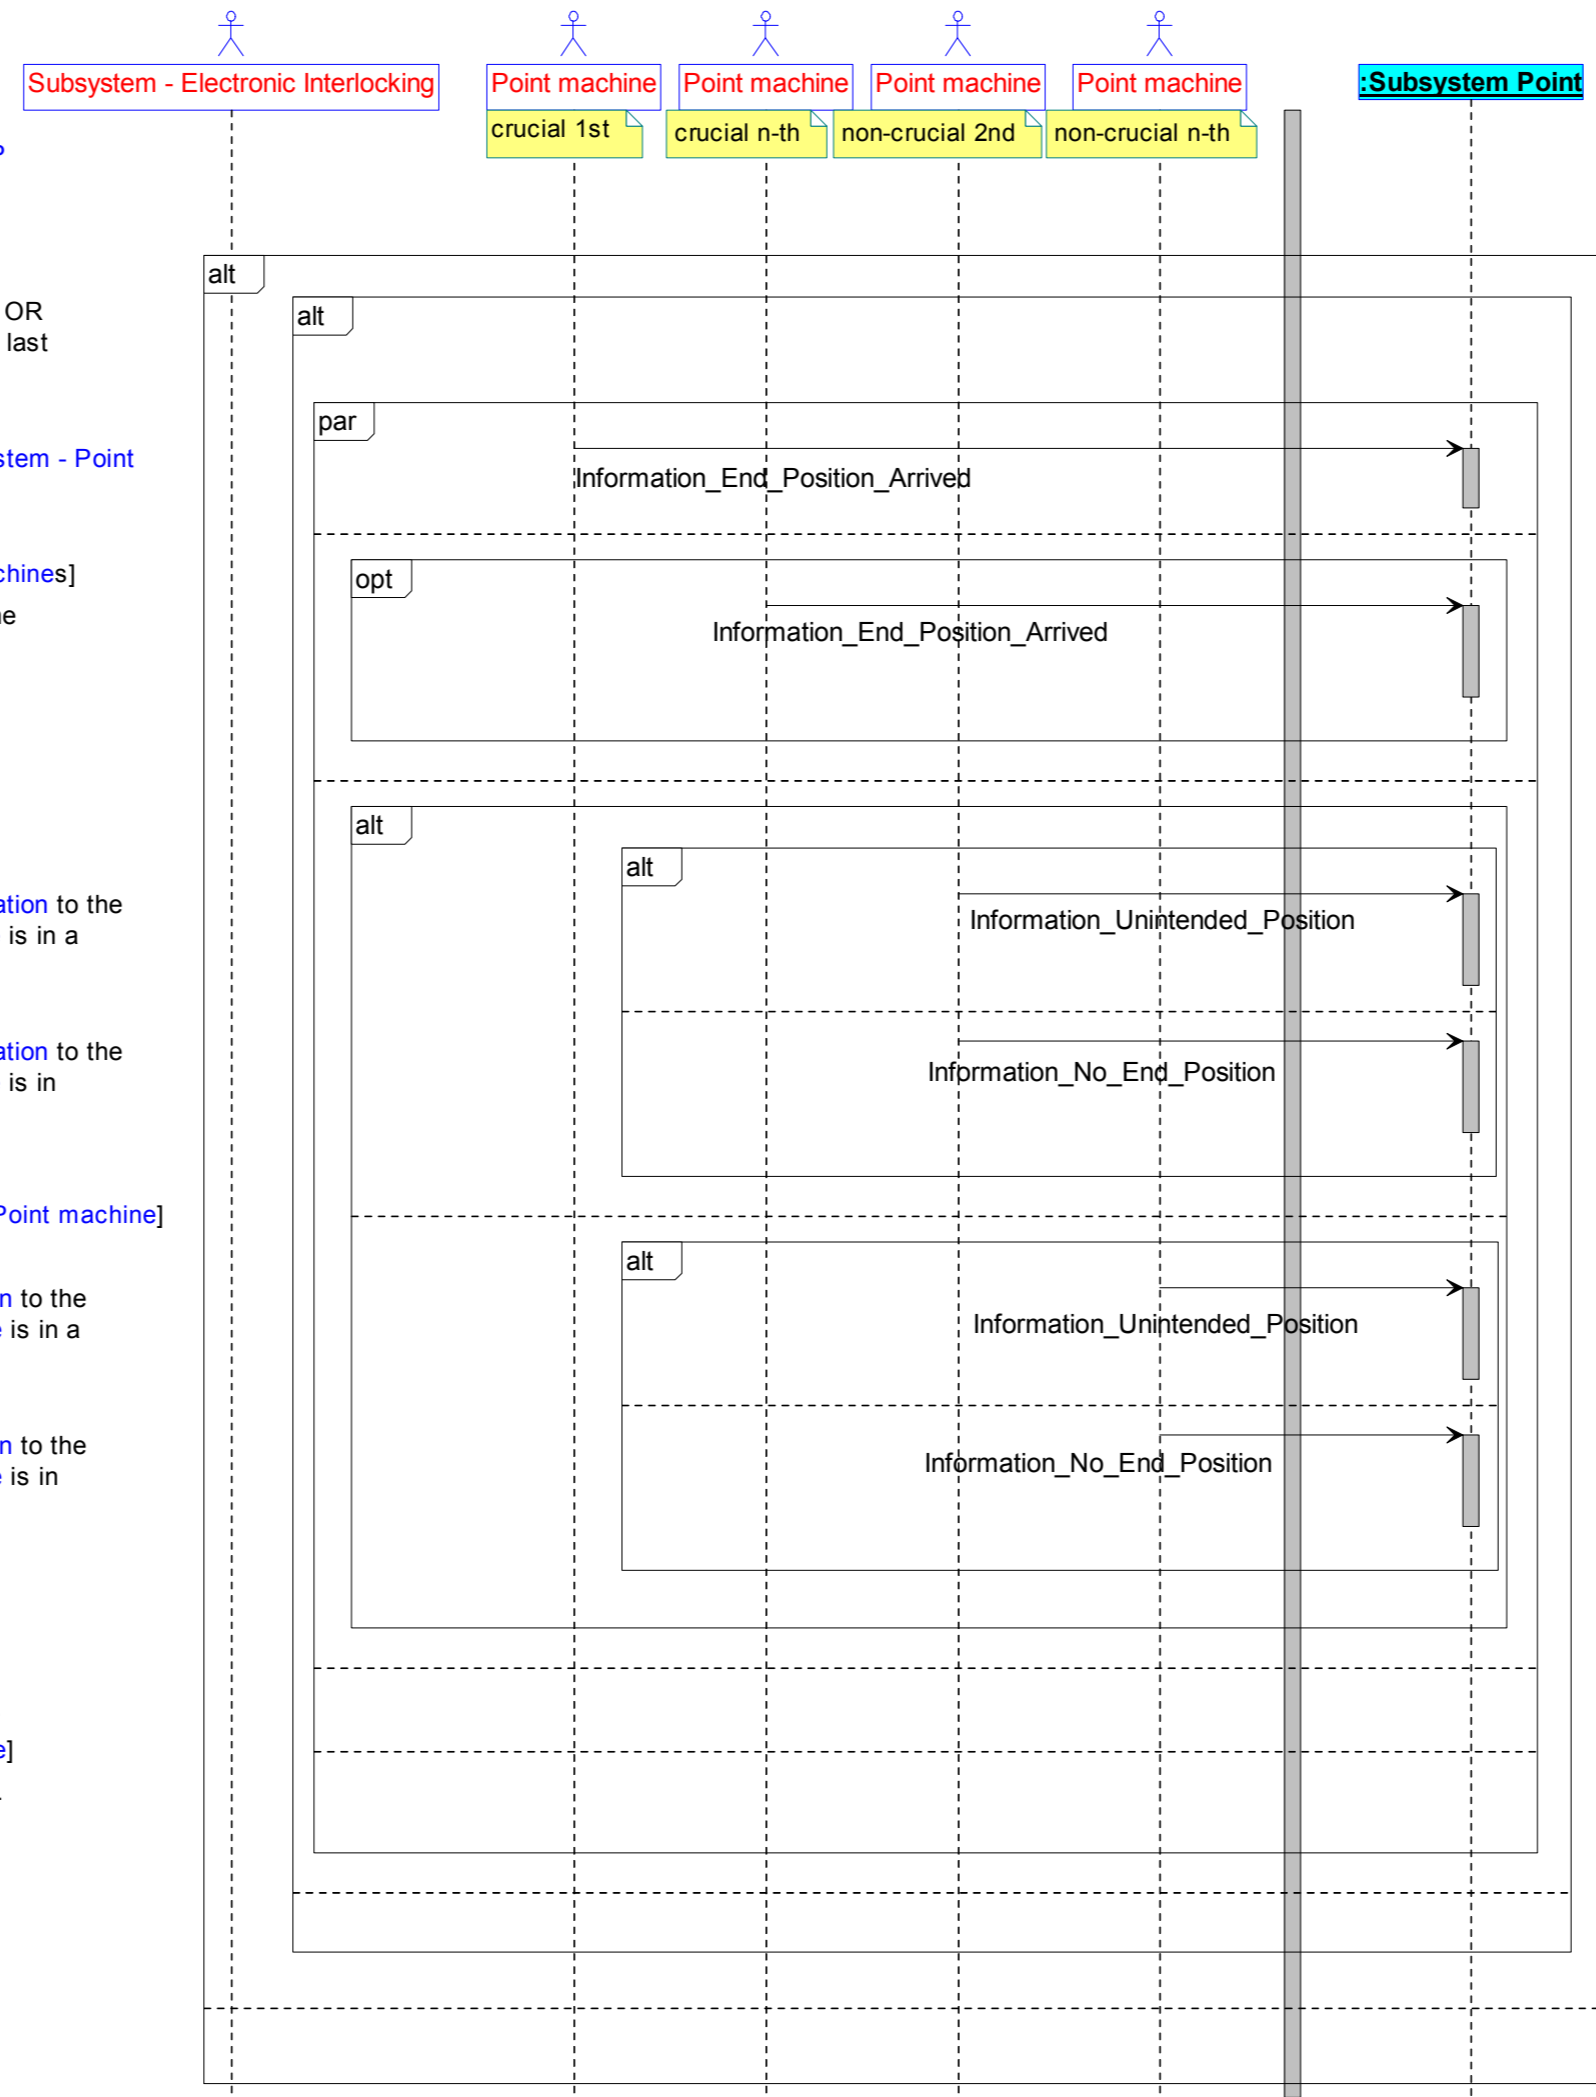 Subsystem - Electronic Interlocking
Point machine
Point machine
Point machine
Point machine
:Subsystem Point
crucial 1st
crucial n-th
non-crucial 2nd
non-crucial n-th
alt
OR
last
alt
par
stem - Point
Information_End_Position_Arrived
chines]
opt
Information_End_Position_Arrived
alt
alt
ation to the
is in a
Information_Unintended_Position
ation to the
is in
Information_No_End_Position
Point machine]
alt
n to the
e is in a
Information_Unintended_Position
n to the
e is in
Information_No_End_Position
e]